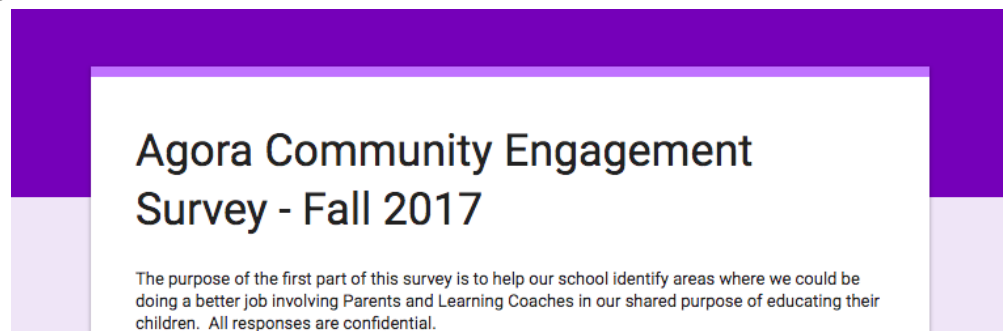 Agora Community Engagement
Survey - Fall 2017
The purpose of the first part of this survey is to help our school identify areas where we could be
doing a better job involving Parents and Learning Coaches in our shared purpose of educating their
children.  All responses are confidential.